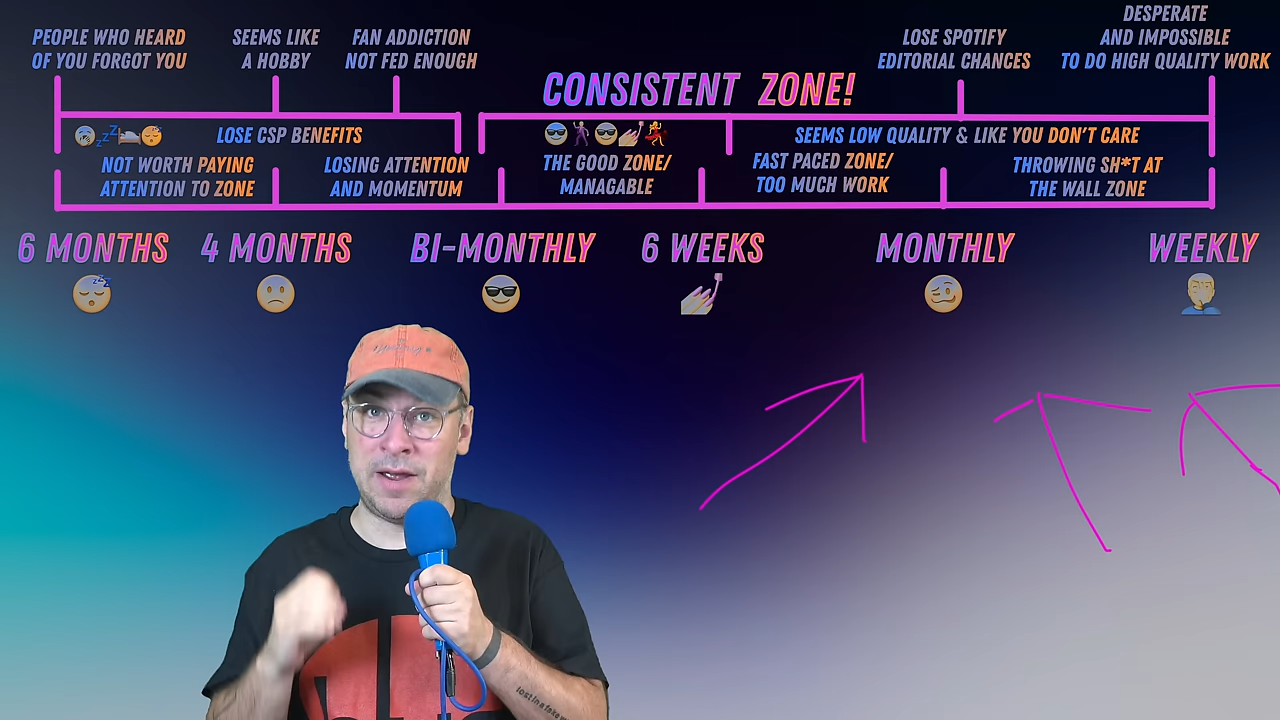 PEOPLE WHO HEARD
OF YOU FORGOT YOU
SEEMS LIKE
A HOBBY
FAN ADDICTION
NOT FED ENOUGH
CONSISTENT ZONE!
LOSE SPOTIFY
EDITORIAL CHANCES
DESPERATE
AND IMPOSSIBLE
TO DO HIGH QUALITY WORK
LOSE CSP BENEFITS
SEEMS LOW QUALITY & LIKE YOU DON'T CARE
NOT WORTH PAYING
ATTENTION TO ZONE
LOSING ATTENTION
AND MOMENTUM
THE GOOD ZONE/
MANAGABLE
FAST PACED ZONE/
TOO MUCH WORK
THROWING SH*T AT
THE WALL ZONE
6 MONTHS
4 MONTHS
BI-MONTHLY
6 WEEKS
MONTHLY
WEEKLY